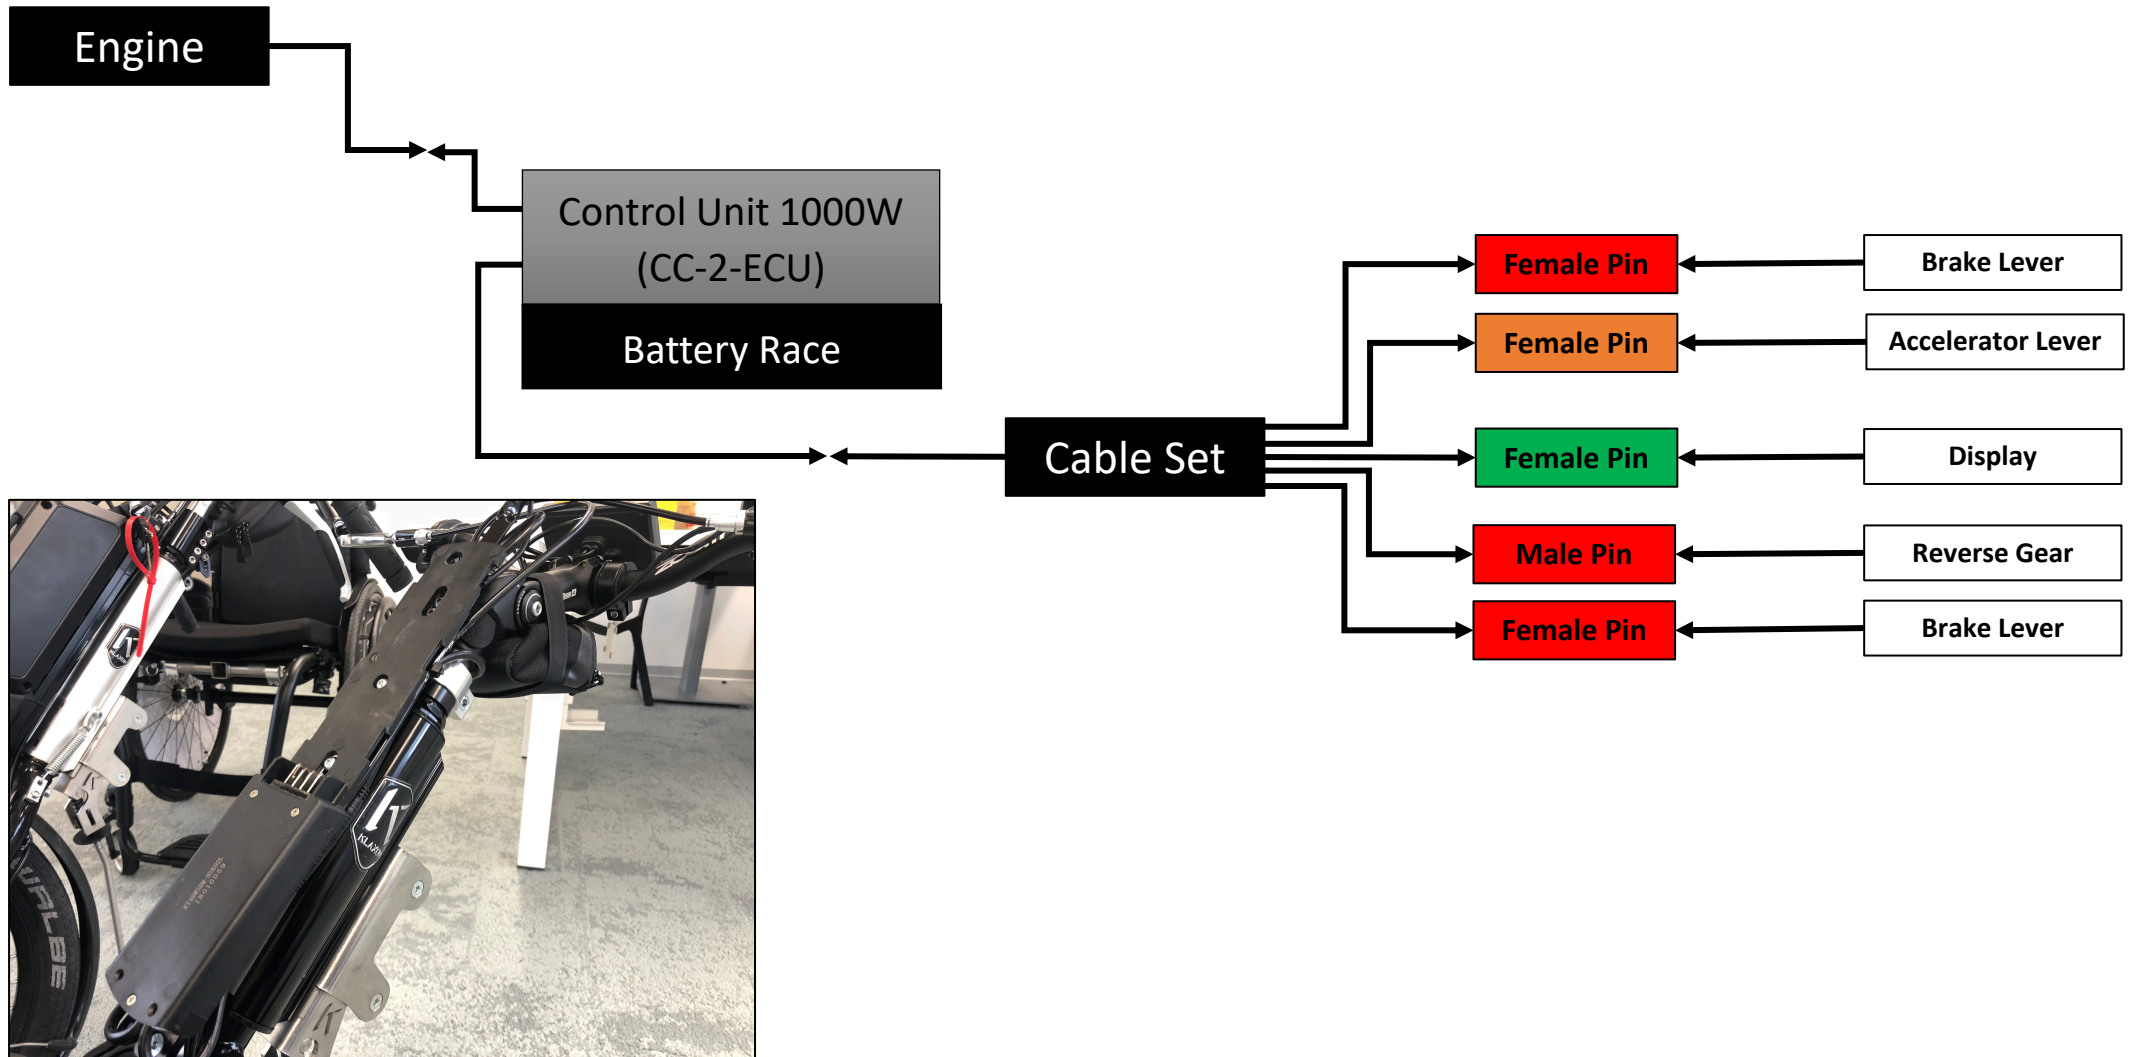 Engine
Control Unit 1000W
(CC-2-ECU)
Battery Race
Cable Set
Female Pin
Brake Lever
Female Pin
Accelerator Lever
Female Pin
Display
Male Pin
Reverse Gear
Female Pin
Brake Lever
KLAXON
WALBE